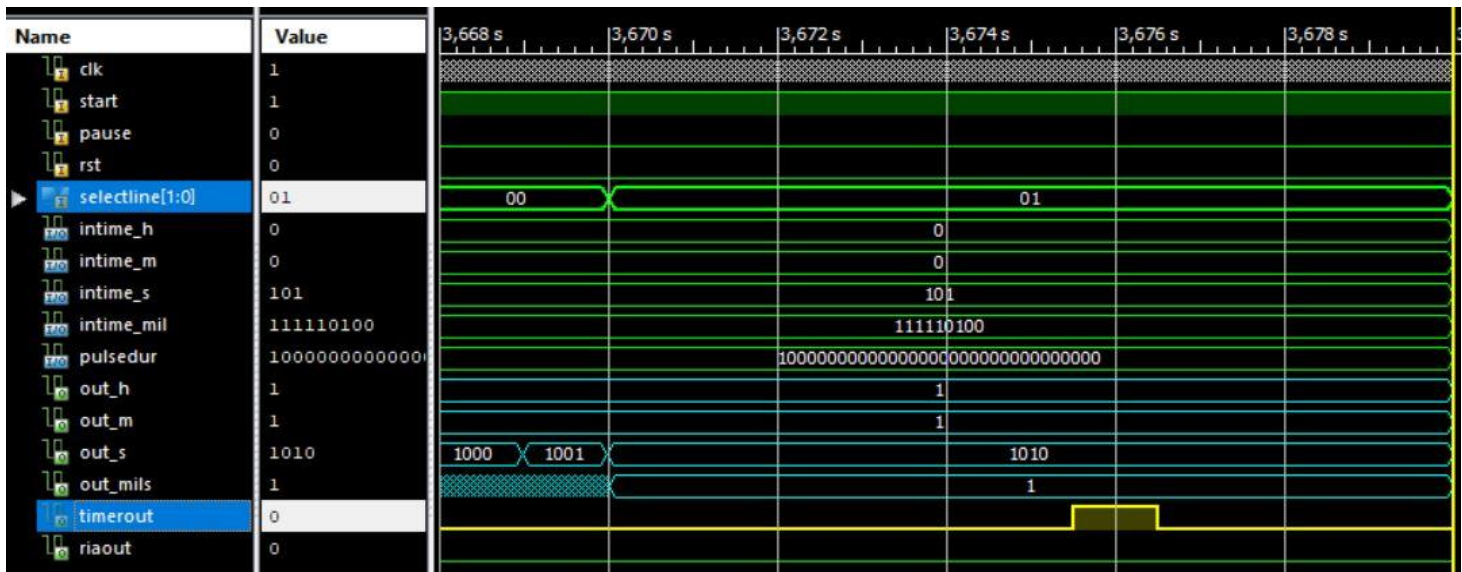 Name Value 3,668 s 3,670 s 3,672 s 3,674 s 3,676 s 3,678 s
clk 1
start 1
pause 0
rst 0
selectline[1:0] 01 00 01
intime_h 0 0
intime_m 0 0
intime_s 101 101
intime_mil 111110100 111110100
pulsedur
out_h 1 1
out_m 1 1
out_s 1010 1000 1001 1010
out_mils 1 1
timerout 0
riaout 0